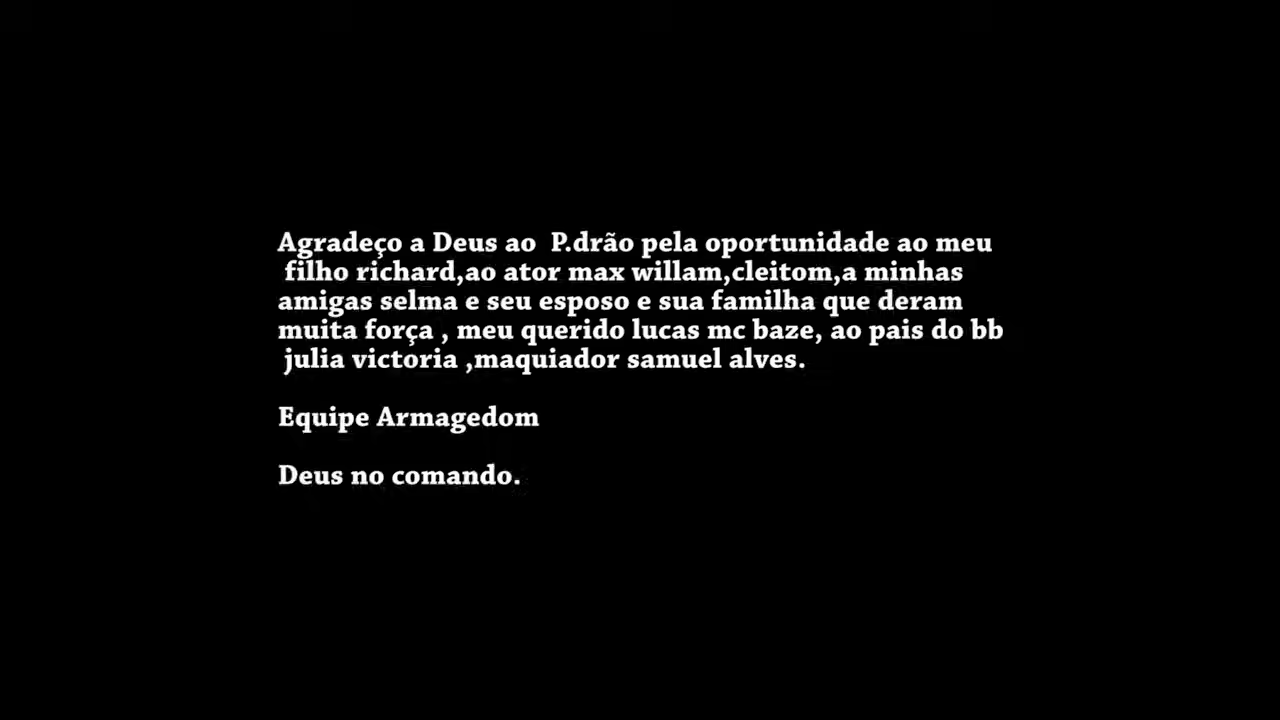 Agradeço a Deus ao  P.drão pela oportunidade ao meu
filho richard,ao ator max willam,cleitom,a minhas
amigas selma e seu esposo e sua familha que deram
muita força , meu querido lucas mc baze, ao pais do bb
julia victoria ,maquiador samuel alves.
Equipe Armagedom
Deus no comando.